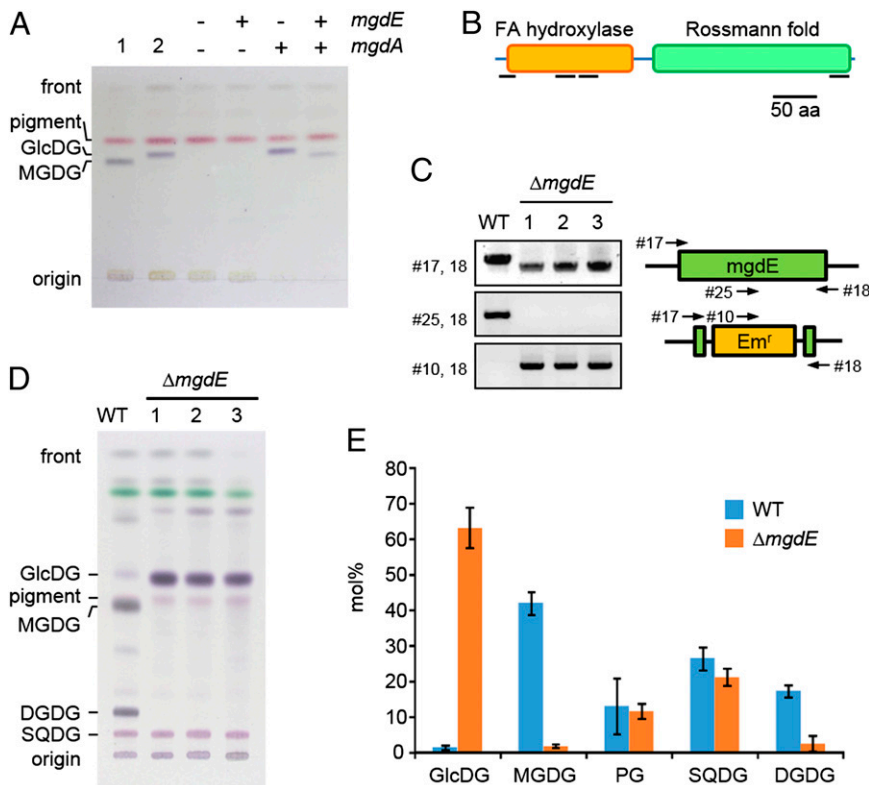 A
- + - + mgdE
1 2 - - + + mgdA
front
pigment
GlcDG
MGDG
origin
B
FA hydroxylase Rossmann fold
50 aa
C
ΔmgdE
WT 1 2 3
#17, 18
#25, 18
#10, 18
#17
mgdE
#25 #18
#17 #10
Emʳ
#18
D
ΔmgdE
WT 1 2 3
front
GlcDG
pigment
MGDG
DGDG
SQDG
origin
E
mol%
80
70
60
50
40
30
20
10
0
WT
ΔmgdE
GlcDG MGDG PG SQDG DGDG